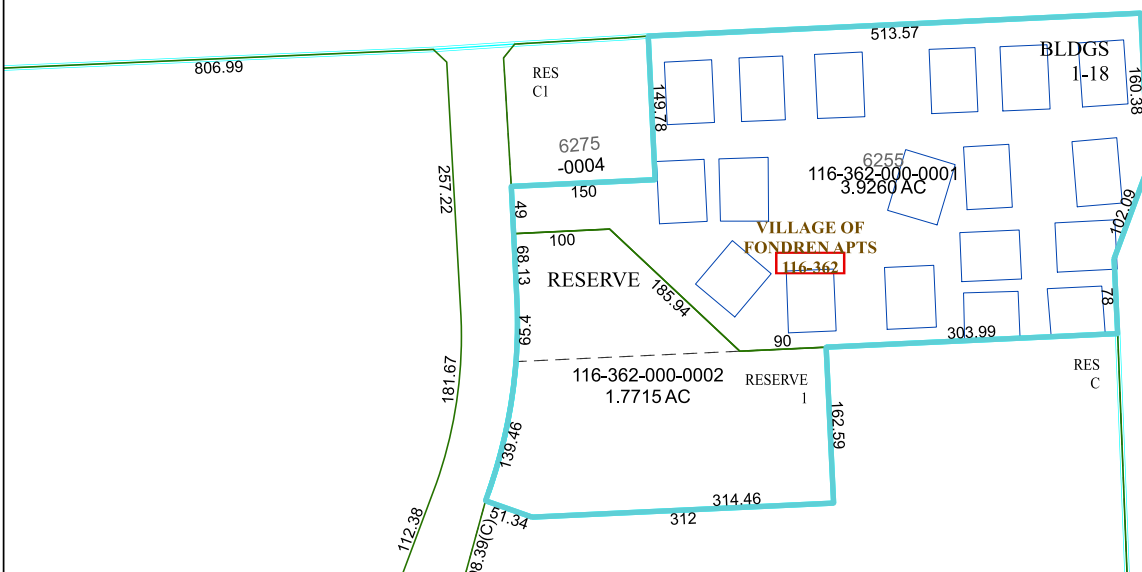 806.99
513.57
RES
C1
BLDGS
1-18
149.78
160.38
6275
-0004
6255
116-362-000-0001
3.9260 AC
257.22
150
49
102.09
VILLAGE OF
FONDREN APTS
116-362
100
68.13
RESERVE
185.94
78
65.4
303.99
90
181.67
116-362-000-0002
1.7715 AC
RESERVE
1
RES
C
162.59
139.46
314.46
312
51.34
112.38
98.39(C)